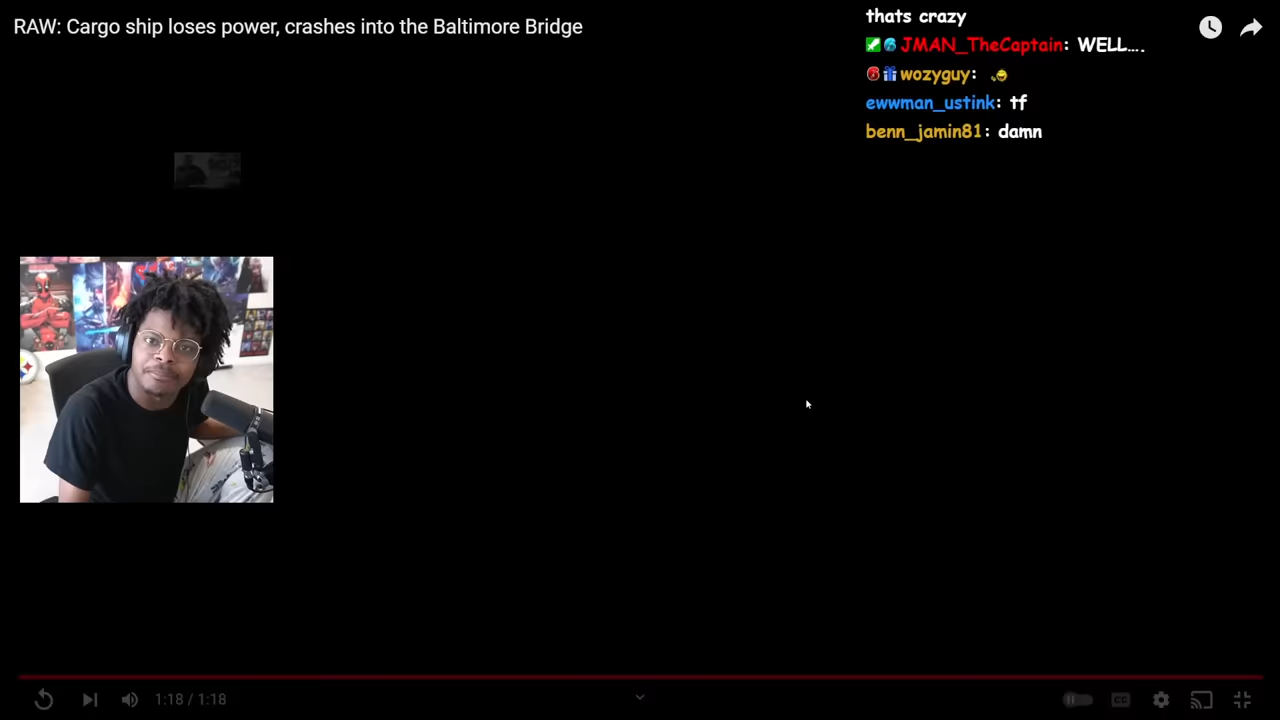 RAW: Cargo ship loses power, crashes into the Baltimore Bridge
thats crazy
JMAN_TheCaptain: WELL....
wozyguy:
ewwman_ustink: tf
benn_jamin81: damn
1:18 / 1:18
CC